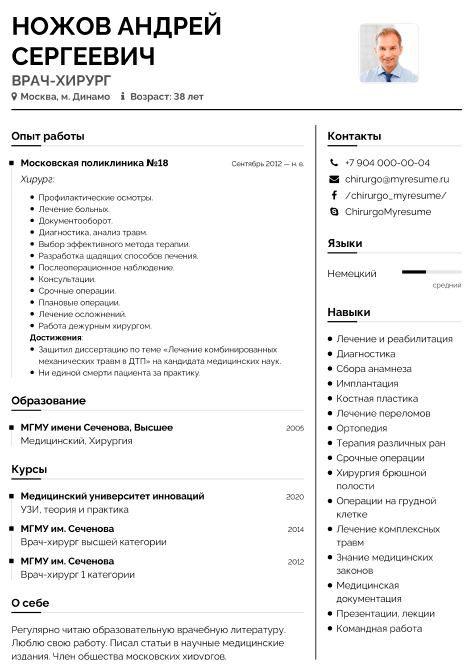 НОЖОВ АНДРЕЙ
СЕРГЕЕВИЧ
ВРАЧ-ХИРУРГ
Москва, м. Динамо Возраст: 38 лет
Опыт работы
Московская поликлиника №18 Сентябрь 2012 — н. в.
Хирург:
Профилактические осмотры.
Лечение больных.
Документооборот.
Диагностика, анализ травм.
Выбор эффективного метода терапии.
Разработка щадящих способов лечения.
Послеоперационное наблюдение.
Консультации.
Срочные операции.
Плановые операции.
Лечение осложнений.
Работа дежурным хирургом.
Достижения:
Защитил диссертацию по теме «Лечение комбинированных
механических травм в ДТП» на кандидата медицинских наук.
Ни единой смерти пациента за практику.
Образование
МГМУ имени Сеченова, Высшее 2005
Медицинский, Хирургия
Курсы
Медицинский университет инноваций 2020
УЗИ, теория и практика
МГМУ им. Сеченова 2014
Врач-хирург высшей категории
МГМУ им. Сеченова 2012
Врач-хирург 1 категории
О себе
Регулярно читаю образовательную врачебную литературу.
Люблю свою работу. Писал статьи в научные медицинские
издания. Член общества московских хирургов.
Контакты
+7 904 000-00-04
chirurgo@myresume.ru
/chirurgo_myresume/
ChirurgoMyresume
Языки
Немецкий
средний
Навыки
Лечение и реабилитация
Диагностика
Сбора анамнеза
Имплантация
Костная пластика
Лечение переломов
Ортопедия
Терапия различных ран
Срочные операции
Хирургия брюшной
полости
Операции на грудной
клетке
Лечение комплексных
травм
Знание медицинских
законов
Медицинская
документация
Презентации, лекции
Командная работа